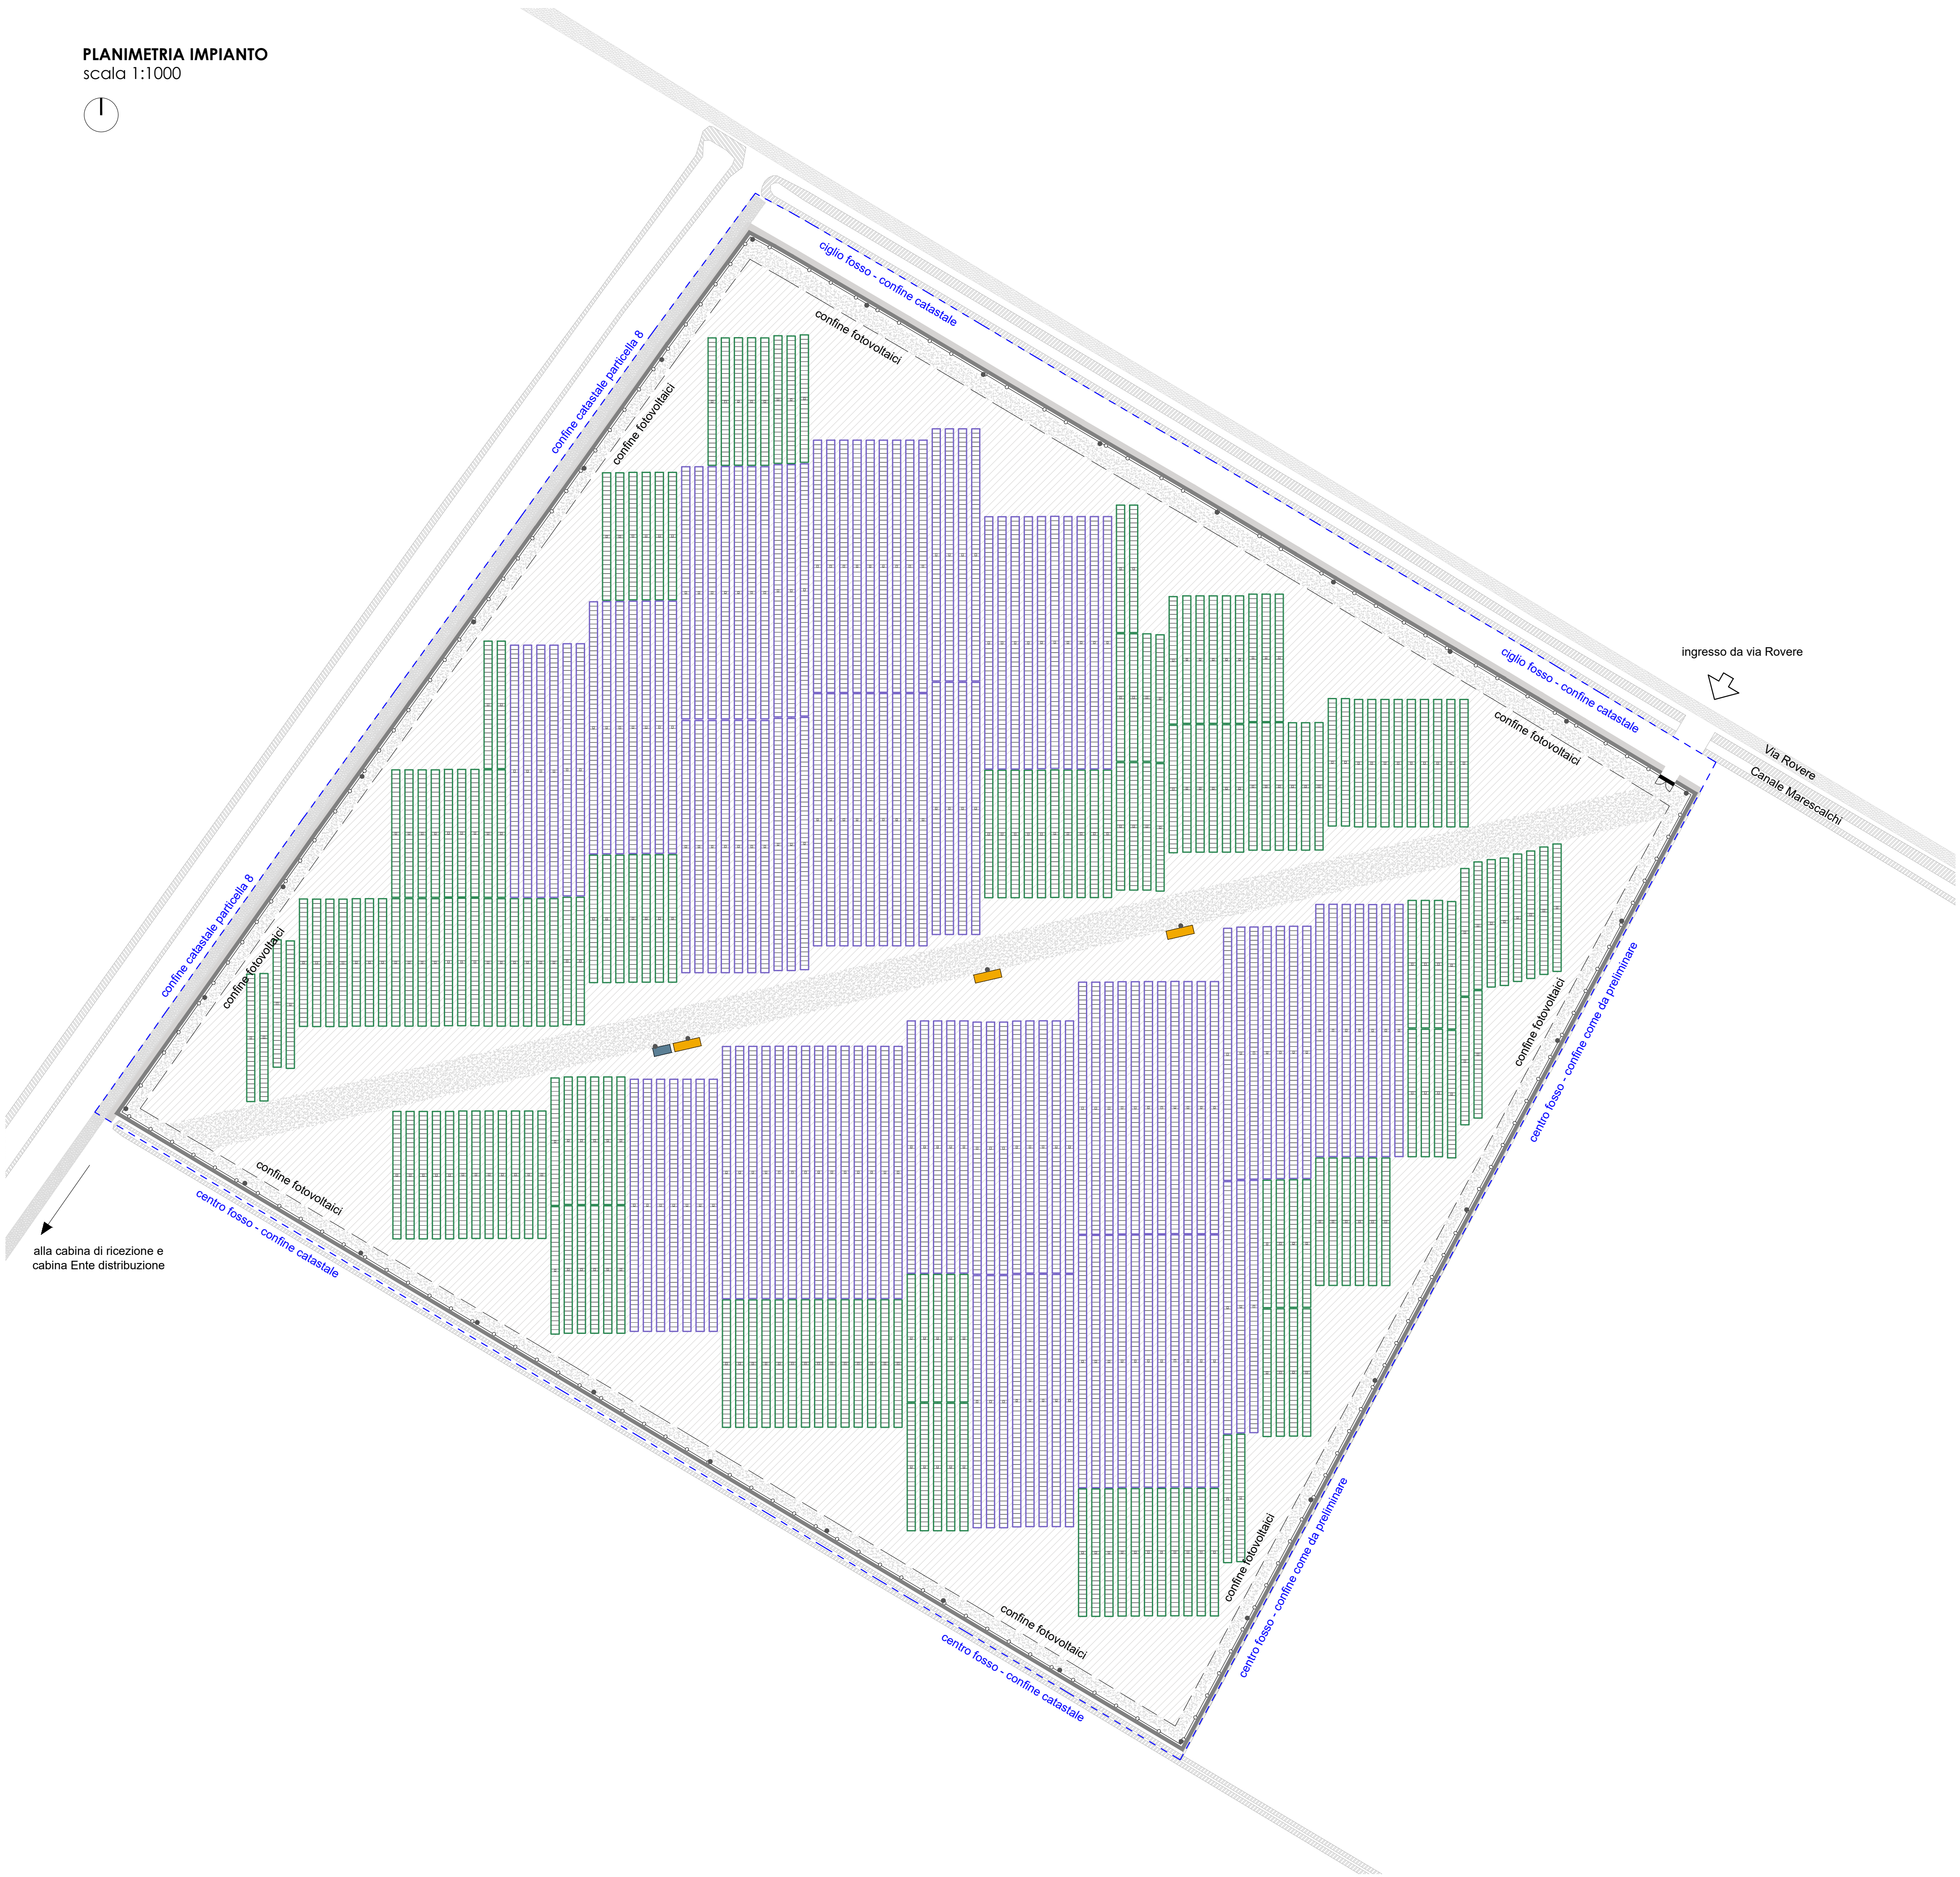 PLANIMETRIA IMPIANTO
scala 1:1000
ciglio fosso - confine catastale
confine fotovoltaici
confine catastale particella 8
confine fotovoltaici
ingresso da via Rovere
ciglio fosso - confine catastale
confine fotovoltaici
Via Rovere
Canale Marescalchi
confine catastale particella 8
confine fotovoltaici
centro fosso - confine come da preliminare
confine fotovoltaici
confine fotovoltaici
centro fosso - confine catastale
alla cabina di ricezione e
cabina Ente distribuzione
centro fosso - confine come da preliminare
confine fotovoltaici
confine fotovoltaici
centro fosso - confine catastale